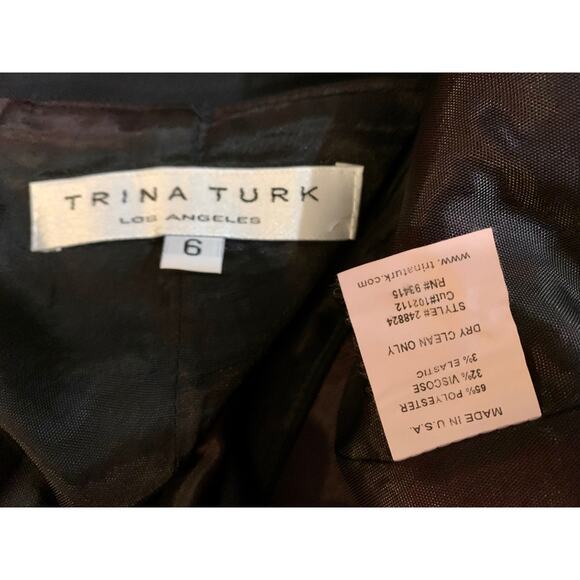 TRINA TURK
LOS ANGELES
6
MADE IN U.S.A.
65% POLYESTER
32% VISCOSE
3% ELASTIC
DRY CLEAN ONLY
STYLE# 248824
Cut#102112
RN# 93415
www.trinaturk.com